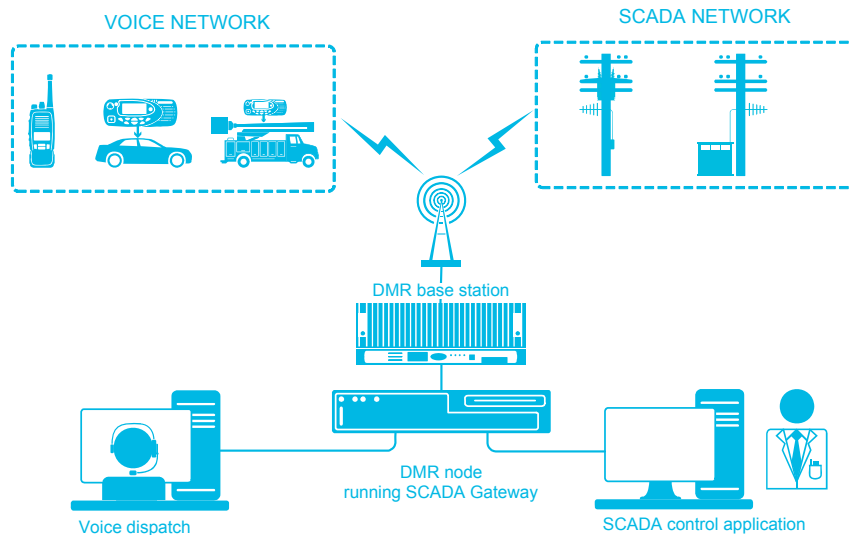 VOICE NETWORK
SCADA NETWORK
DMR base station
DMR node
running SCADA Gateway
Voice dispatch
SCADA control application